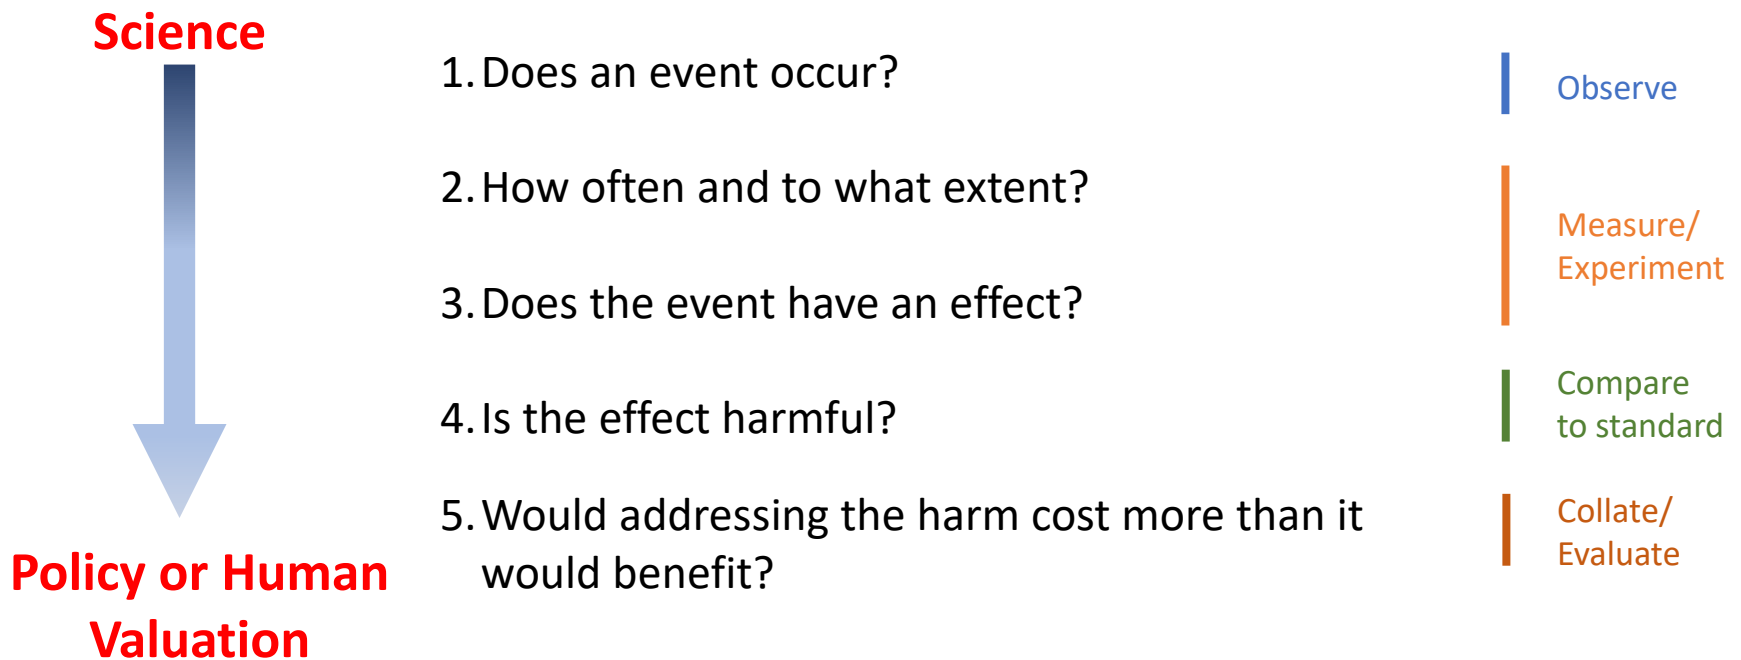 Science
1. Does an event occur?
Observe
2. How often and to what extent?
Measure/
Experiment
3. Does the event have an effect?
4. Is the effect harmful?
Compare
to standard
5. Would addressing the harm cost more than it
would benefit?
Collate/
Evaluate
Policy or Human
Valuation